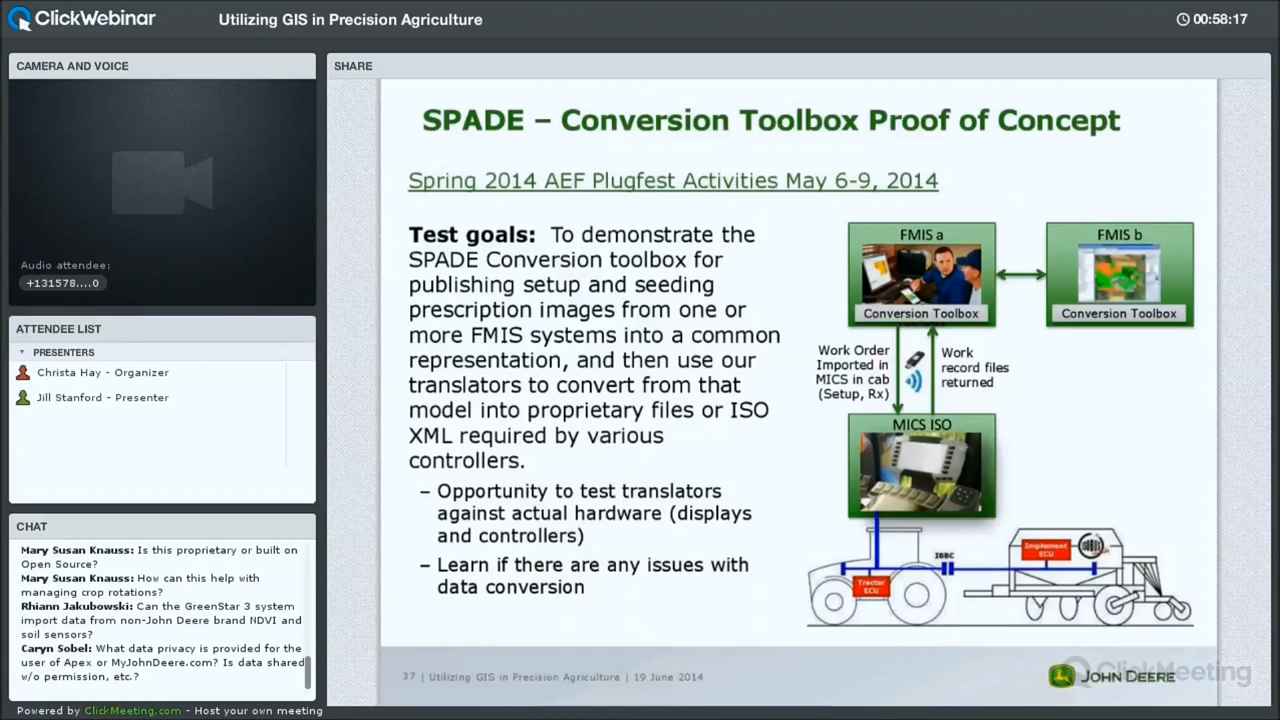 ClickWebinar
Utilizing GIS in Precision Agriculture
00:58:17
CAMERA AND VOICE
Audio attendee:
+131578....0
ATTENDEE LIST
PRESENTERS
Christa Hay - Organizer
Jill Stanford - Presenter
CHAT
Mary Susan Knauss: Is this proprietary or built on
Open Source?
Mary Susan Knauss: How can this help with
managing crop rotations?
Rhiann Jakubowski: Can the GreenStar 3 system
import data from non-John Deere brand NDVI and
soil sensors?
Caryn Sobel: What data privacy is provided for the
user of Apex or MyJohnDeere.com? Is data shared
w/o permission, etc.?
Powered by ClickMeeting.com - Host your own meeting
SHARE
SPADE – Conversion Toolbox Proof of Concept
Spring 2014 AEF Plugfest Activities May 6-9, 2014
Test goals: To demonstrate the
SPADE Conversion toolbox for
publishing setup and seeding
prescription images from one or
more FMIS systems into a common
representation, and then use our
translators to convert from that
model into proprietary files or ISO
XML required by various
controllers.
– Opportunity to test translators
against actual hardware (displays
and controllers)
– Learn if there are any issues with
data conversion
FMIS a
Conversion Toolbox
FMIS b
Conversion Toolbox
Work Order
Imported in
MICS in cab
(Setup, Rx)
Work
record files
returned
MICS ISO
Tractor
ECU
IBBC
Implement
ECU
ISOBUS
37 | Utilizing GIS in Precision Agriculture | 19 June 2014
JOHN DEERE
ClickMeeting